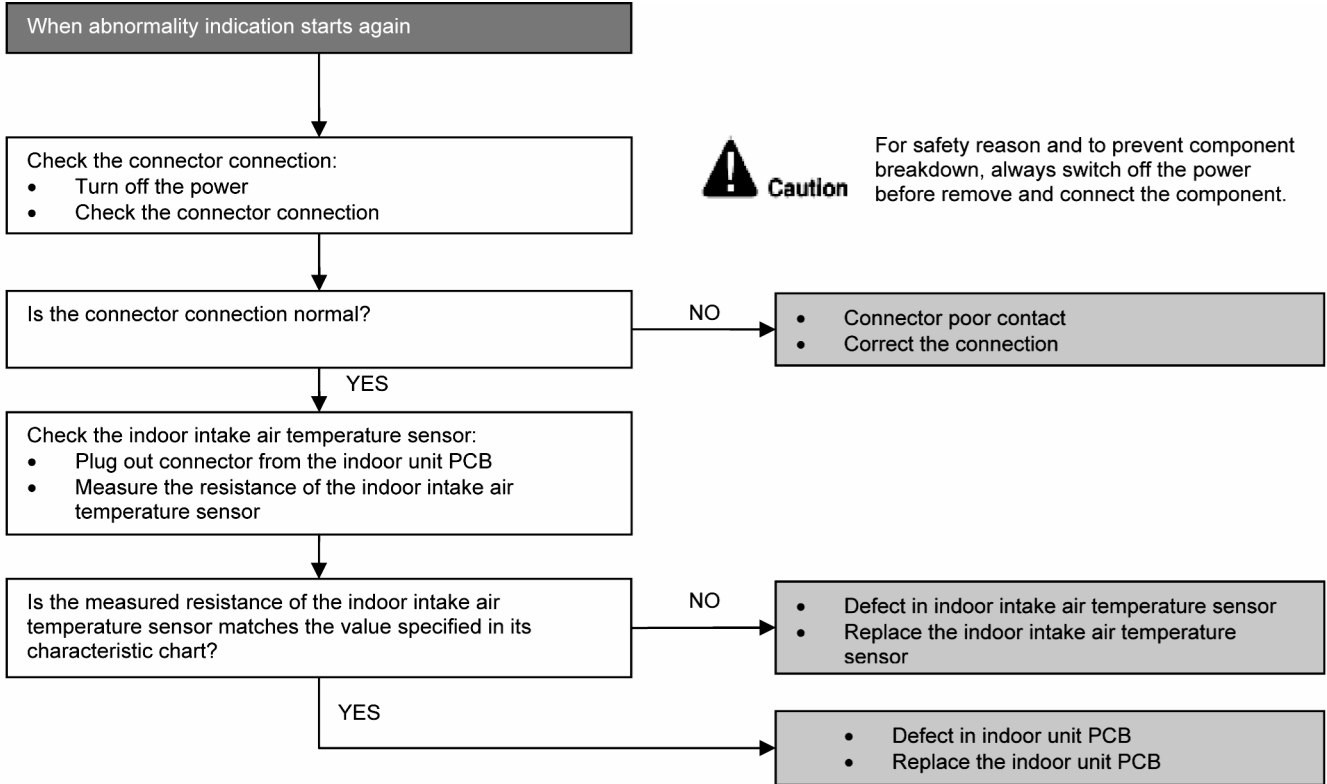 When abnormality indication starts again
Check the connector connection:
• Turn off the power
• Check the connector connection
Caution
For safety reason and to prevent component
breakdown, always switch off the power
before remove and connect the component.
Is the connector connection normal?
NO
• Connector poor contact
• Correct the connection
YES
Check the indoor intake air temperature sensor:
• Plug out connector from the indoor unit PCB
• Measure the resistance of the indoor intake air
temperature sensor
Is the measured resistance of the indoor intake air
temperature sensor matches the value specified in its
characteristic chart?
NO
• Defect in indoor intake air temperature sensor
• Replace the indoor intake air temperature
sensor
YES
• Defect in indoor unit PCB
• Replace the indoor unit PCB